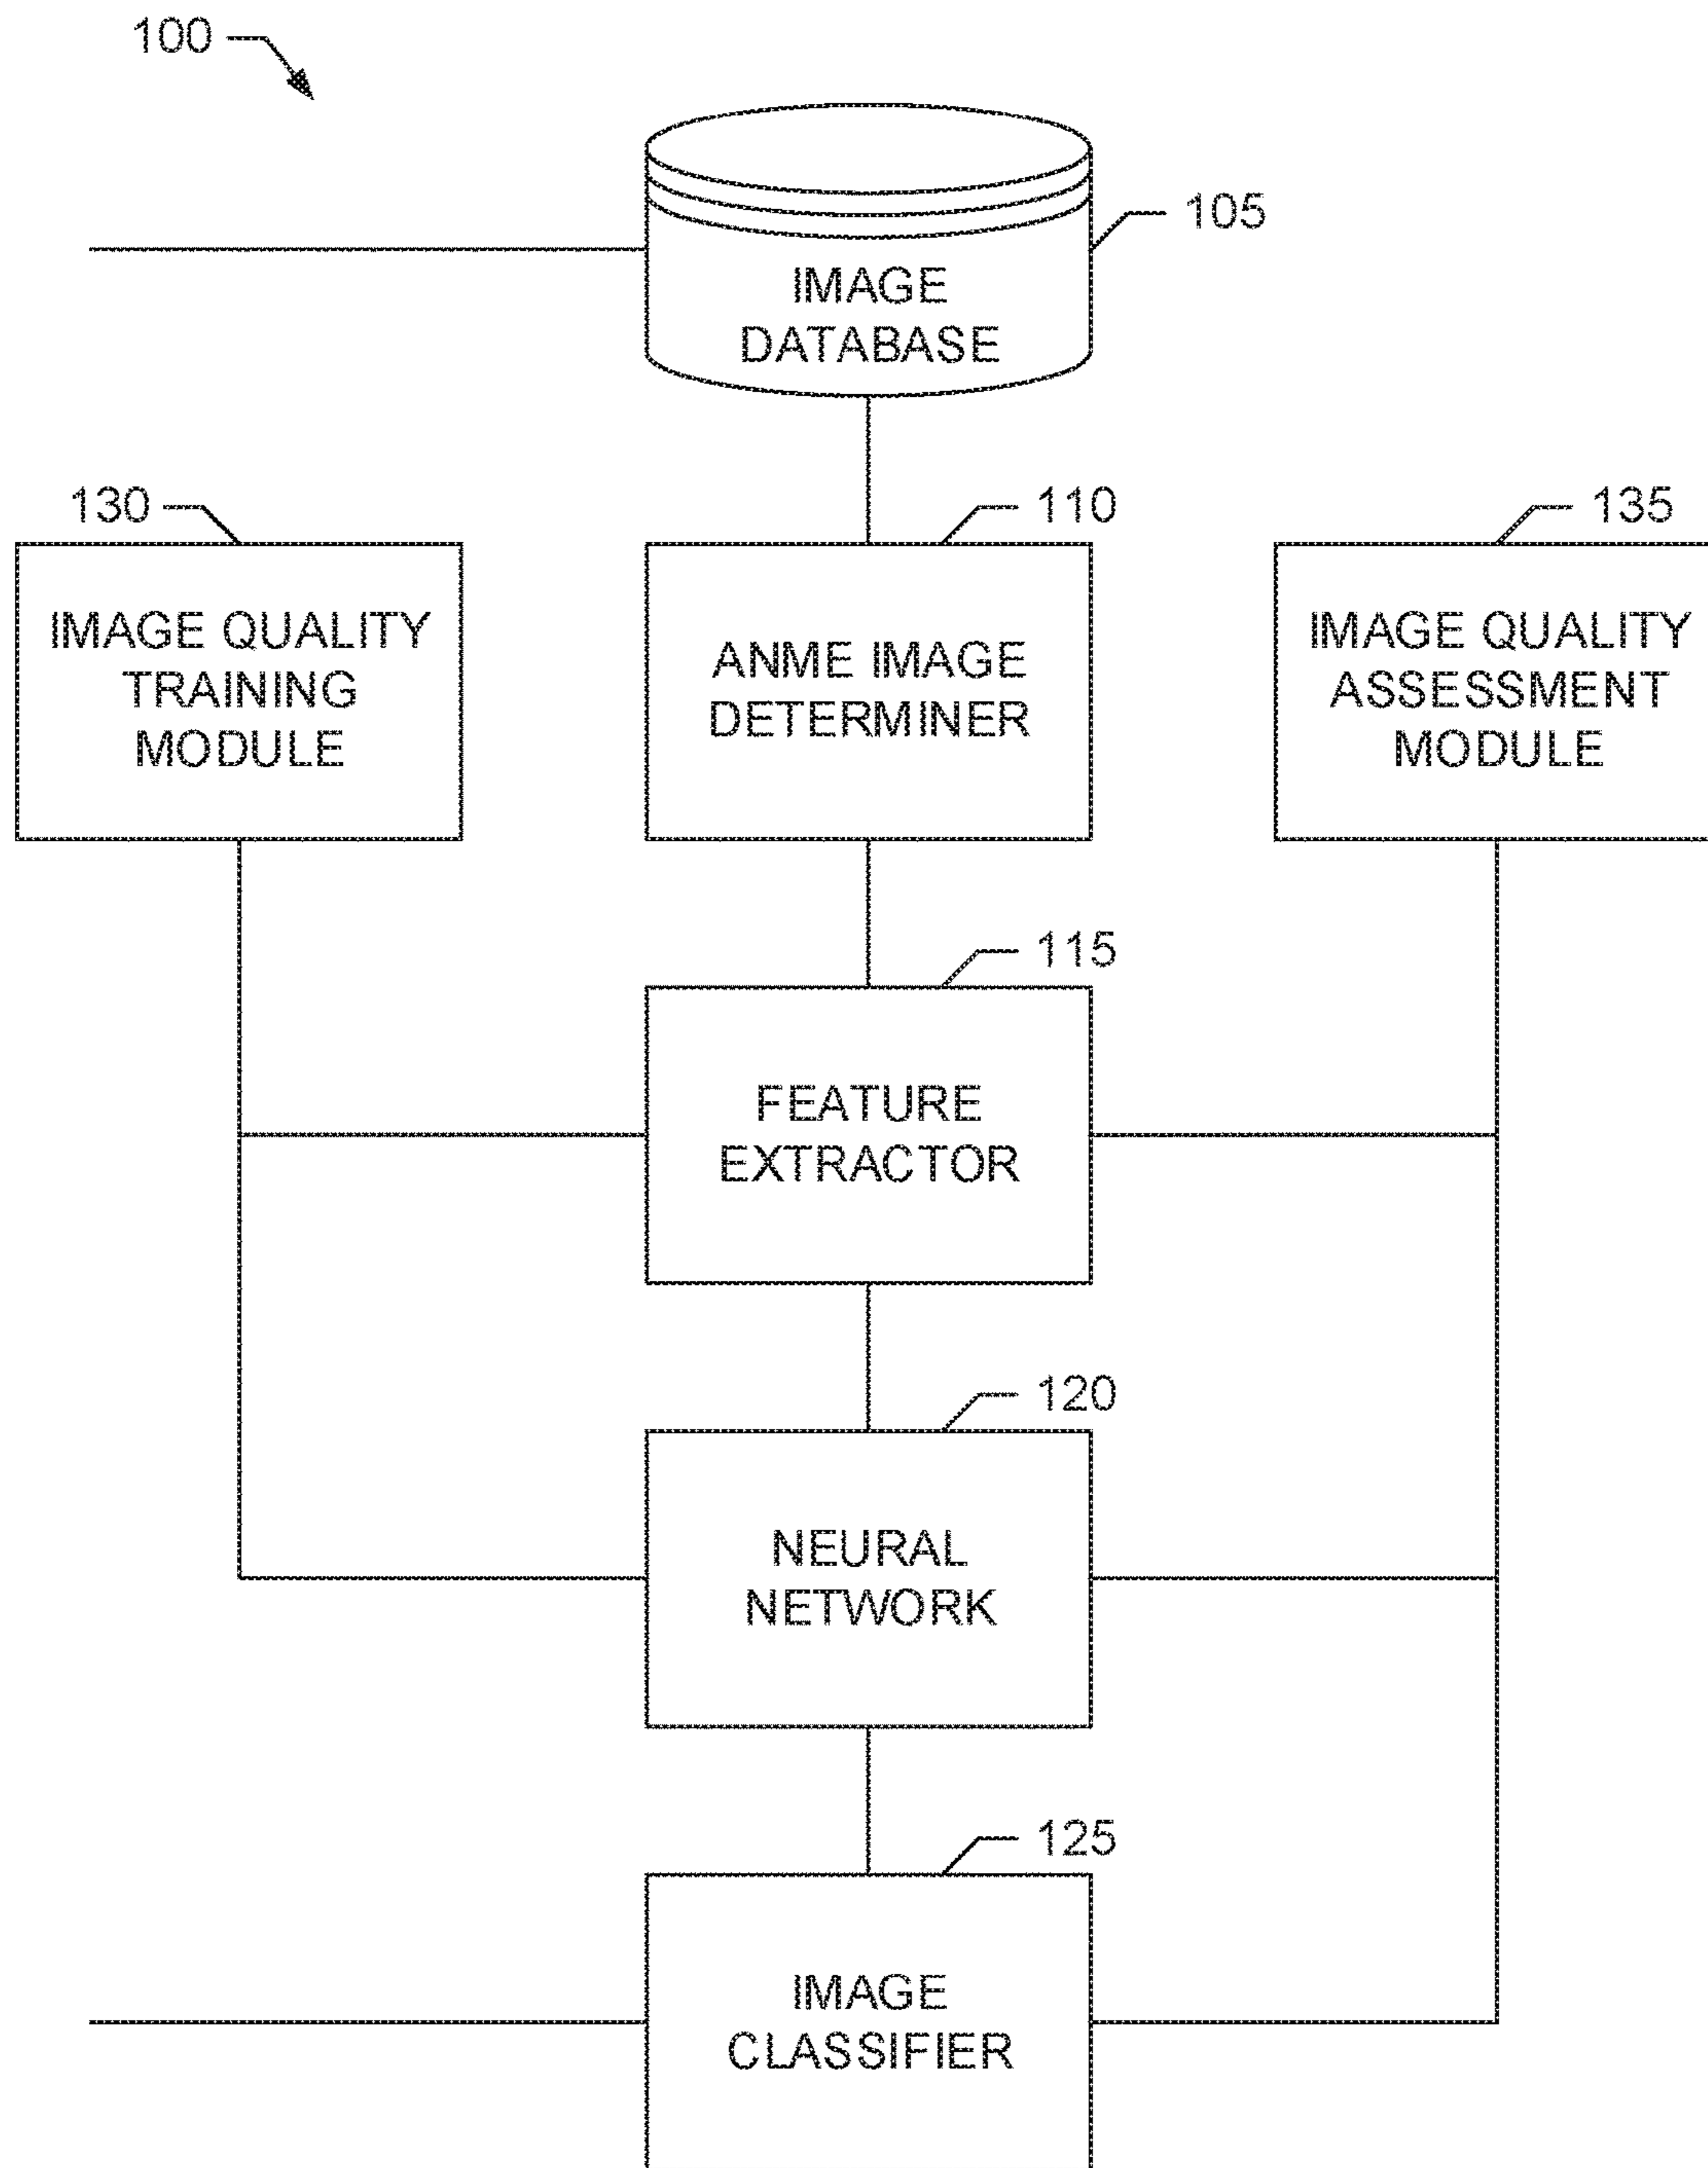 100
105
IMAGE
DATABASE
130
110
135
IMAGE QUALITY
TRAINING
MODULE
ANME IMAGE
DETERMINER
IMAGE QUALITY
ASSESSMENT
MODULE
115
FEATURE
EXTRACTOR
120
NEURAL
NETWORK
125
IMAGE
CLASSIFIER